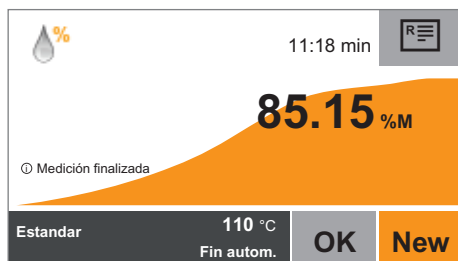 %
11:18 min
R
85.15 %M
ⓘ Medición finalizada
Estandar
110 °C
Fin autom.
OK
New